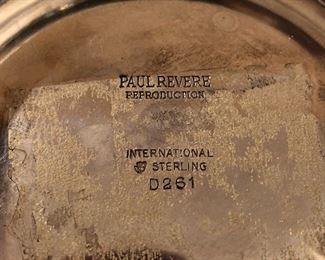 PAUL REVERE
REPRODUCTION
INTERNATIONAL
STERLING
D261